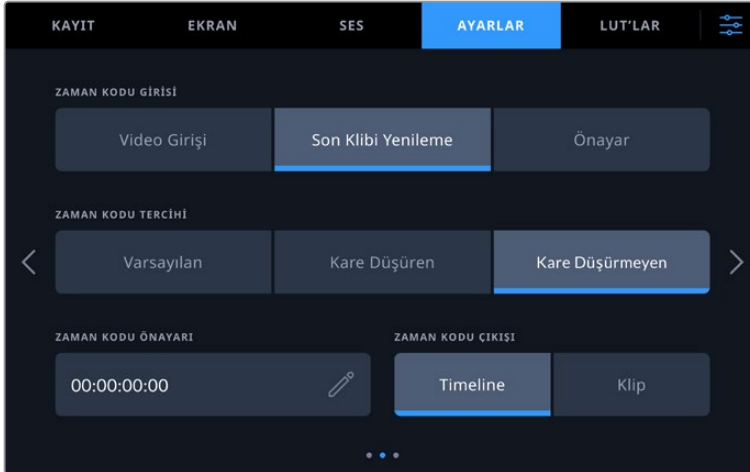 KAYIT EKRAN SES AYARLAR LUT'LAR
ZAMAN KODU GİRİSİ
Video Girişi Son Klibi Yenileme Önayar
ZAMAN KODU TERCİHİ
Varsayılan Kare Düşüren Kare Düşürmeyen
ZAMAN KODU ÖNAYARI ZAMAN KODU ÇIKIŞI
00:00:00:00 Timeline Klip